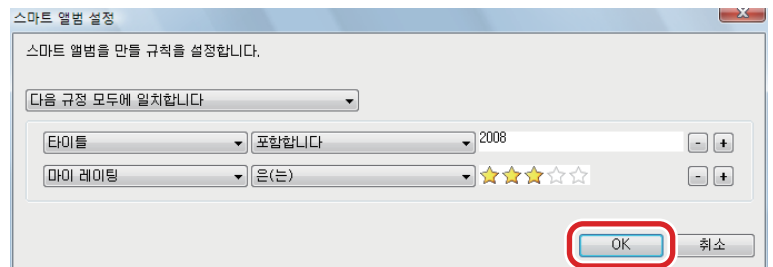 스마트 앨범 설정
스마트 앨범을 만들 규칙을 설정합니다.
다음 규정 모두에 일치합니다
타이틀 포함합니다 2008 - +
마이 레이팅 은(는) - +
OK 취소